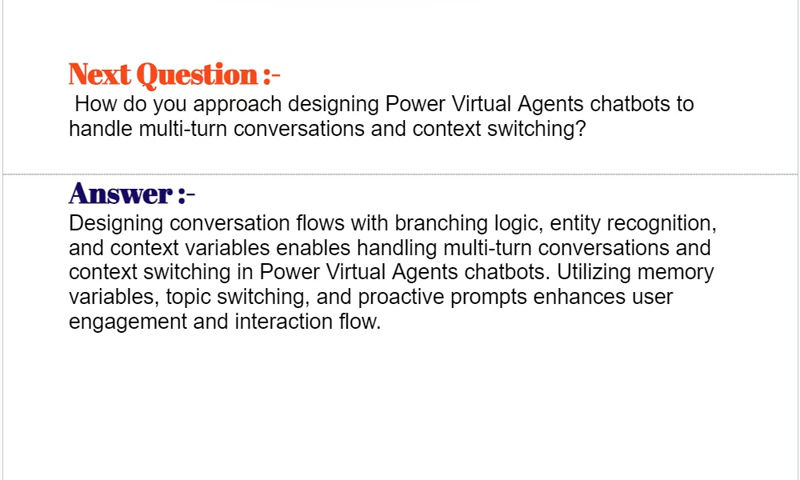 Next Question :-
How do you approach designing Power Virtual Agents chatbots to
handle multi-turn conversations and context switching?
Answer :-
Designing conversation flows with branching logic, entity recognition,
and context variables enables handling multi-turn conversations and
context switching in Power Virtual Agents chatbots. Utilizing memory
variables, topic switching, and proactive prompts enhances user
engagement and interaction flow.